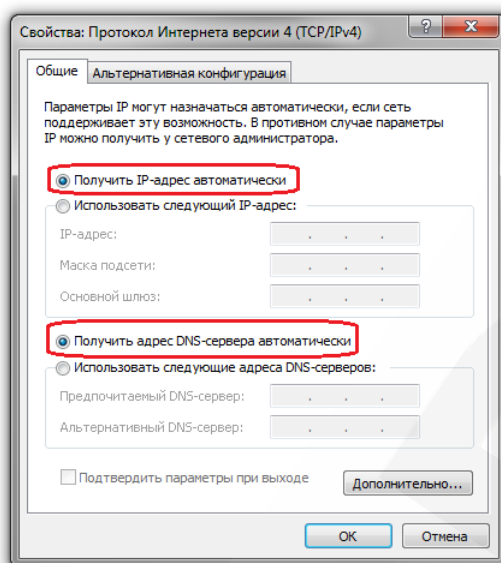 Свойства: Протокол Интернета версии 4 (TCP/IPv4)
Общие
Альтернативная конфигурация
Параметры IP могут назначаться автоматически, если сеть
поддерживает эту возможность. В противном случае параметры
IP можно получить у сетевого администратора.
Получить IP-адрес автоматически
Использовать следующий IP-адрес:
IP-адрес:
Маска подсети:
Основной шлюз:
Получить адрес DNS-сервера автоматически
Использовать следующие адреса DNS-серверов:
Предпочитаемый DNS-сервер:
Альтернативный DNS-сервер:
Подтвердить параметры при выходе
Дополнительно...
ОК
Отмена